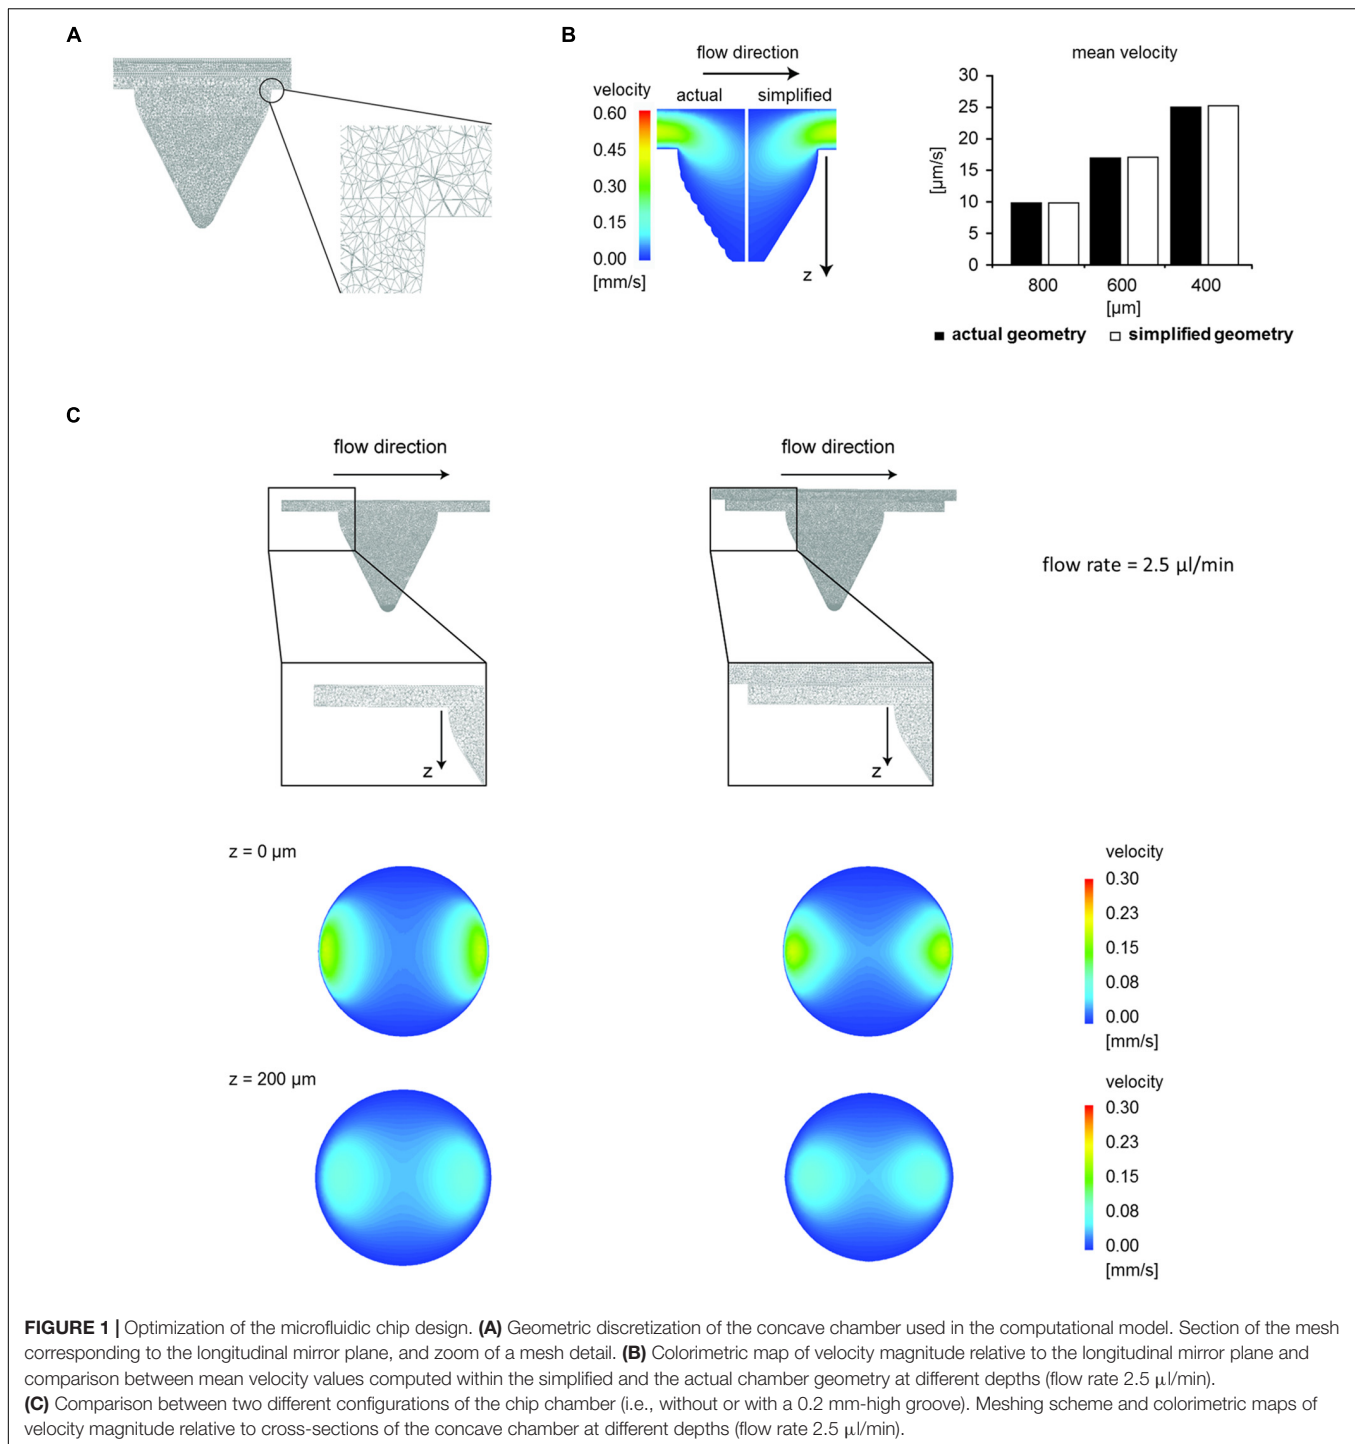 A
B
flow direction
velocity
actual
simplified
0.60
0.45
0.30
0.15
0.00
[mm/s]
z
mean velocity
30
25
20
15
10
5
0
[µm/s]
800
600
400
[µm]
actual geometry
simplified geometry
C
flow direction
flow direction
flow rate = 2.5 µl/min
z
z
z = 0 µm
velocity
0.30
0.23
0.15
0.08
0.00
[mm/s]
z = 200 µm
velocity
0.30
0.23
0.15
0.08
0.00
[mm/s]
FIGURE 1 | Optimization of the microfluidic chip design. (A) Geometric discretization of the concave chamber used in the computational model. Section of the mesh
corresponding to the longitudinal mirror plane, and zoom of a mesh detail. (B) Colorimetric map of velocity magnitude relative to the longitudinal mirror plane and
comparison between mean velocity values computed within the simplified and the actual chamber geometry at different depths (flow rate 2.5 µl/min).
(C) Comparison between two different configurations of the chip chamber (i.e., without or with a 0.2 mm-high groove). Meshing scheme and colorimetric maps of
velocity magnitude relative to cross-sections of the concave chamber at different depths (flow rate 2.5 µl/min).